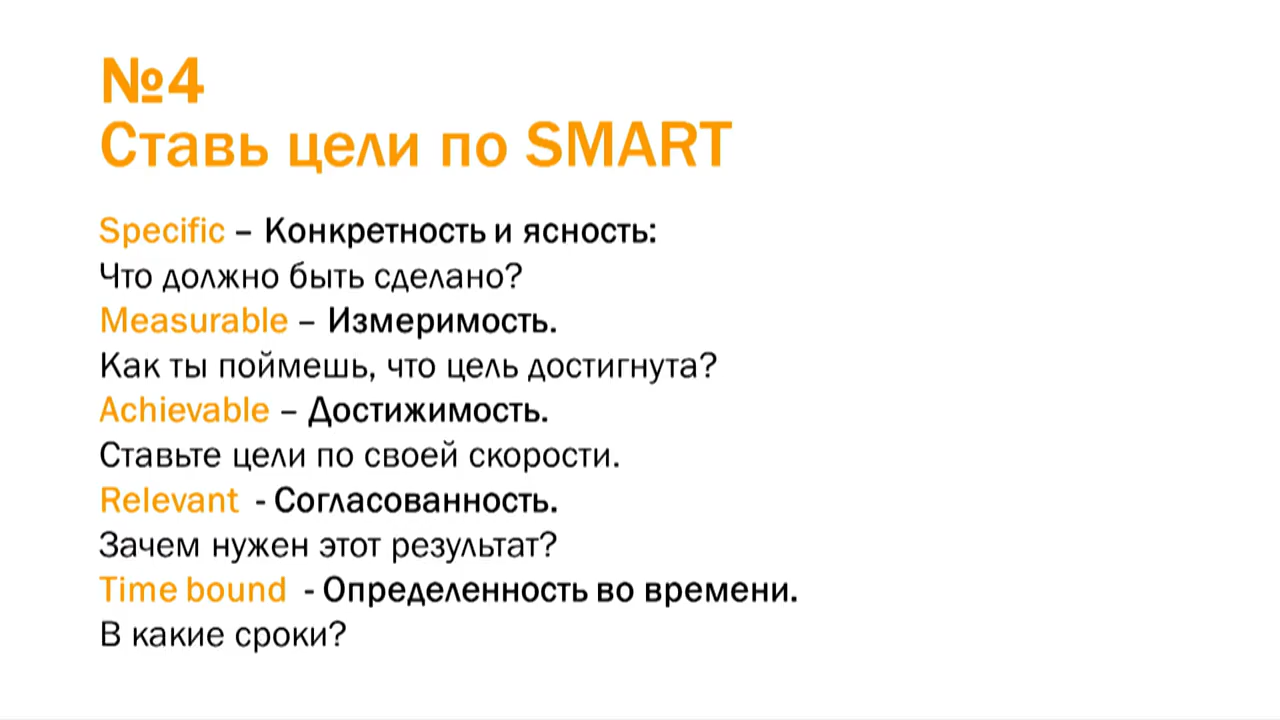 №4
Ставь цели по SMART
Specific – Конкретность и ясность:
Что должно быть сделано?
Measurable – Измеримость.
Как ты поймешь, что цель достигнута?
Achievable – Достижимость.
Ставьте цели по своей скорости.
Relevant - Согласованность.
Зачем нужен этот результат?
Time bound - Определенность во времени.
В какие сроки?